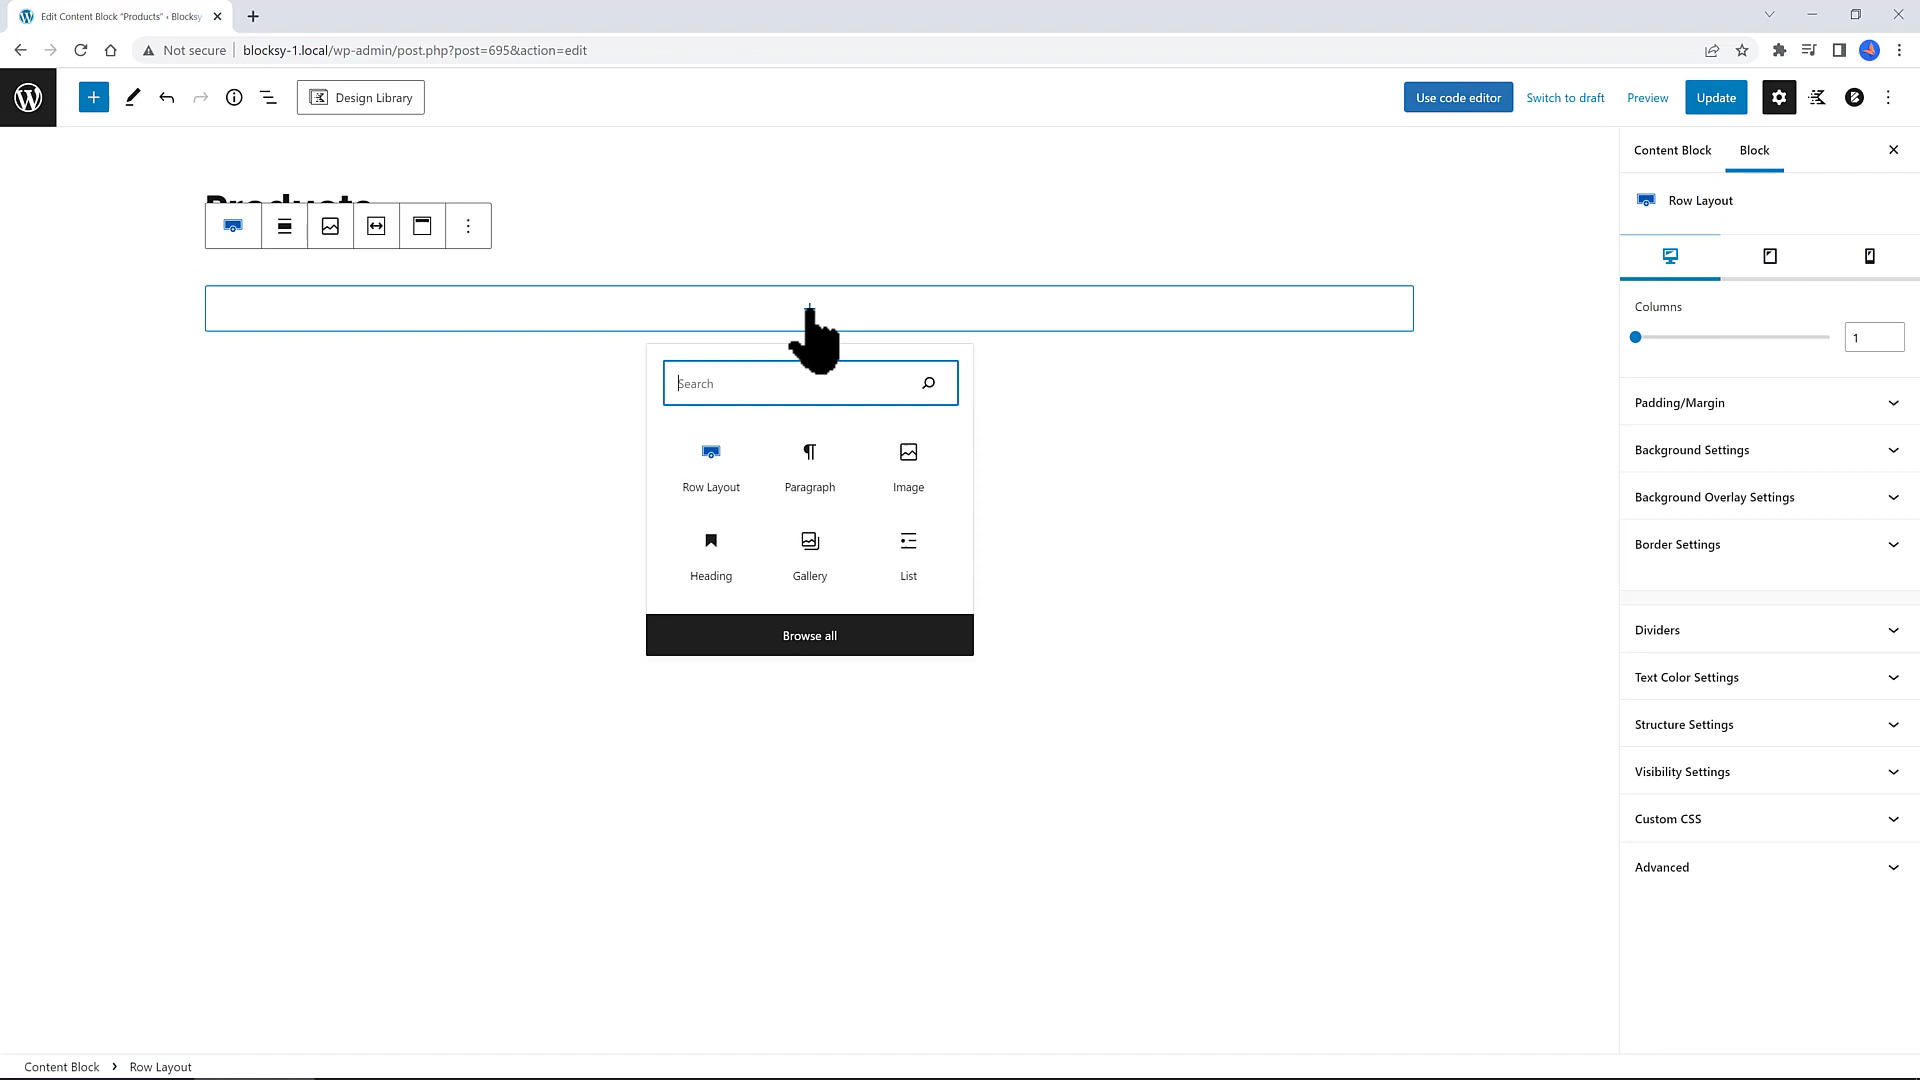 Edit Content Block "Products" ‹ Blocksy
Not secure
blocksy-1.local/wp-admin/post.php?post=695&action=edit
Design Library
Use code editor
Switch to draft
Preview
Update
Content Block
Block
Products
Row Layout
Columns
1
Search
Padding/Margin
Background Settings
Row Layout
Paragraph
Image
Background Overlay Settings
Border Settings
Heading
Gallery
List
Browse all
Dividers
Text Color Settings
Structure Settings
Visibility Settings
Custom CSS
Advanced
Content Block
Row Layout